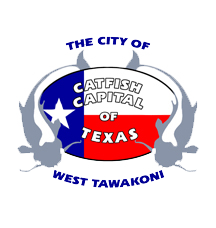 THE CITY OF
CATFISH
CAPITAL
OF
TEXAS
WEST TAWAKONI